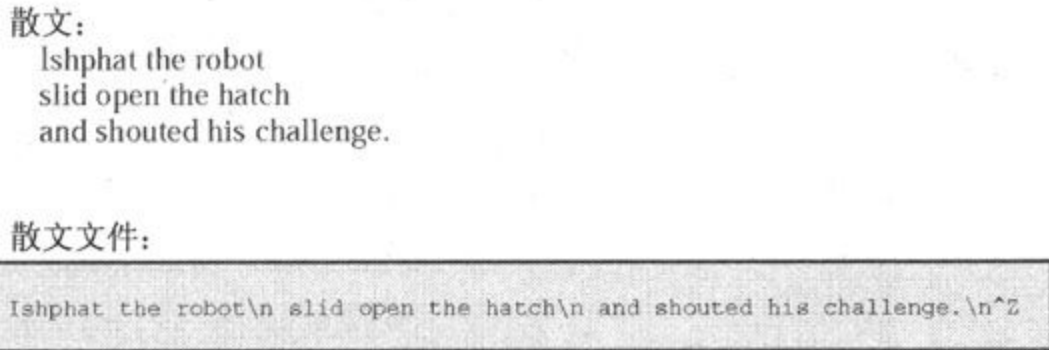 散文：
Ishphat the robot
slid open the hatch
and shouted his challenge.
散文文件：
Ishphat the robot\n slid open the hatch\n and shouted his challenge.\n^Z